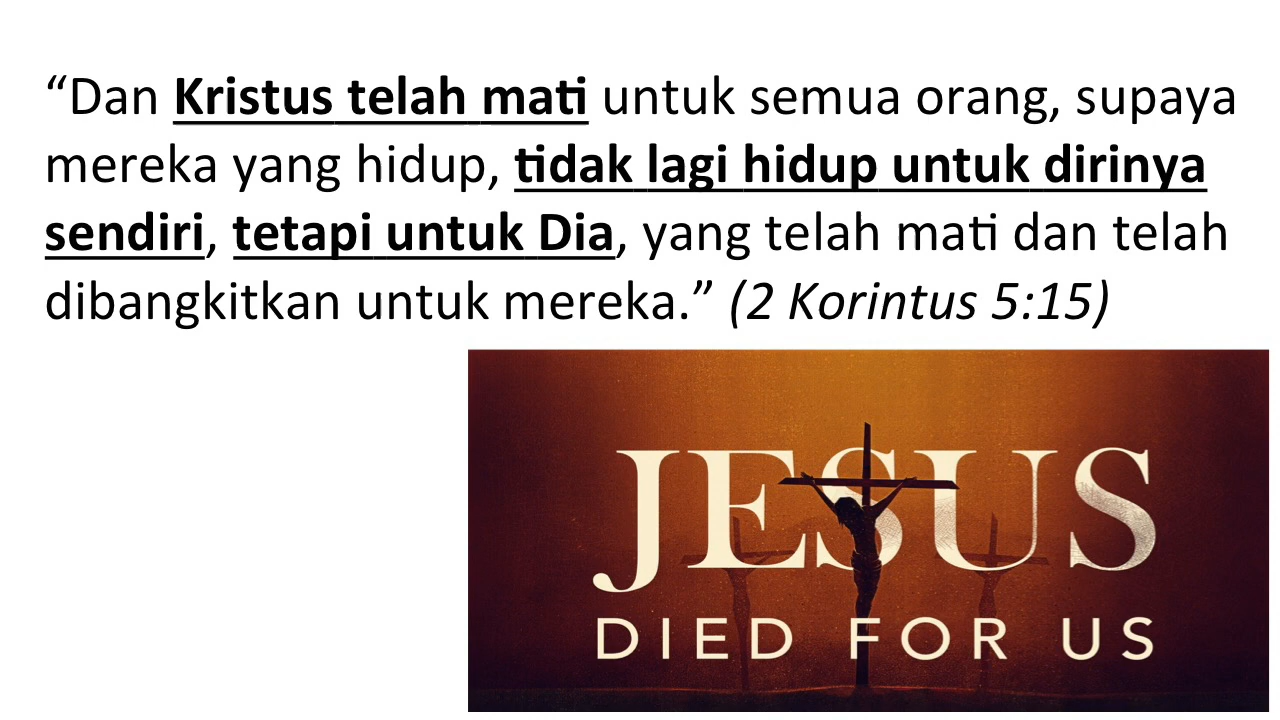 “Dan Kristus telah mati untuk semua orang, supaya
mereka yang hidup, tidak lagi hidup untuk dirinya
sendiri, tetapi untuk Dia, yang telah mati dan telah
dibangkitkan untuk mereka.” (2 Korintus 5:15)
JESUS
DIED FOR US